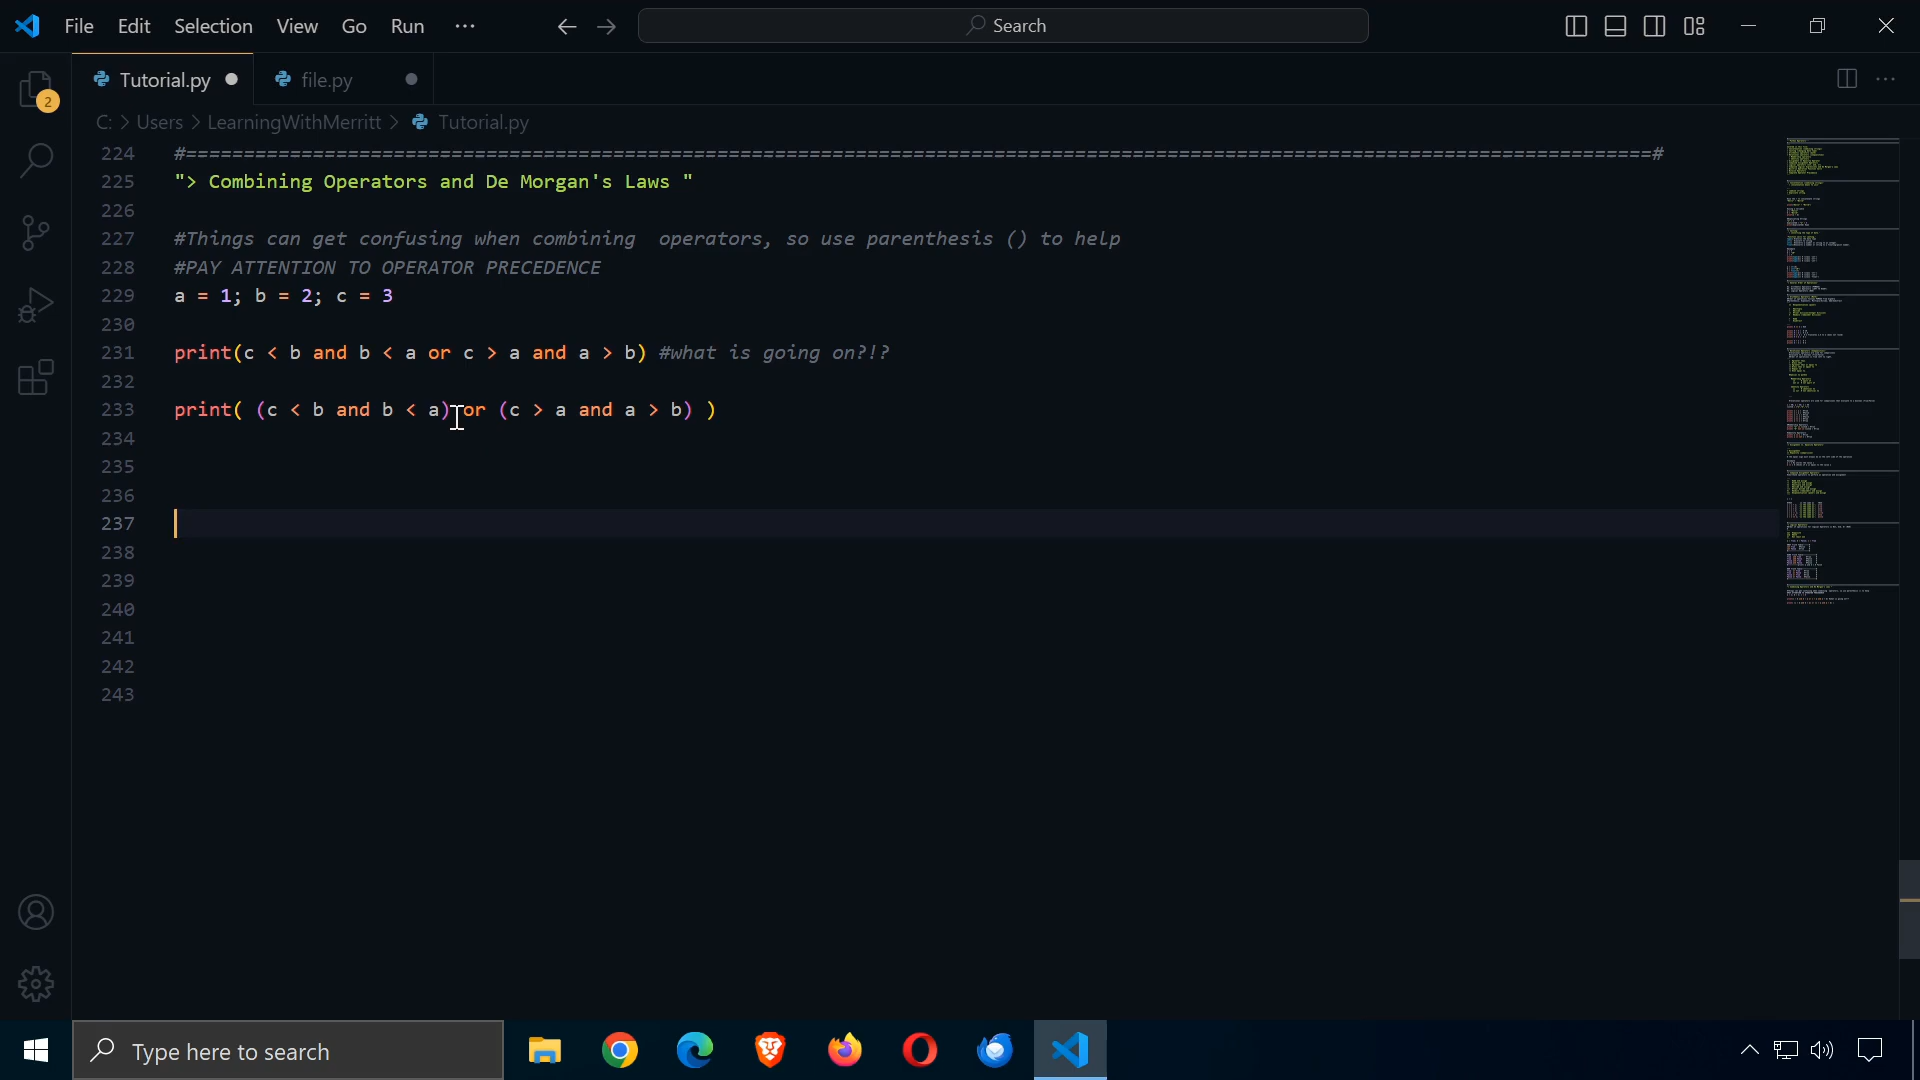 File Edit Selection View Go Run ··· Search
Tutorial.py file.py
2
C: > Users > LearningWithMerritt > Tutorial.py
224 #===============================================================================================================================#
225 "> Combining Operators and De Morgan's Laws "
226
227 #Things can get confusing when combining  operators, so use parenthesis () to help
228 #PAY ATTENTION TO OPERATOR PRECEDENCE
229 a = 1; b = 2; c = 3
230
231 print(c < b and b < a or c > a and a > b) #what is going on?!?
232
233 print( (c < b and b < a) or (c > a and a > b) )
234
235
236
237
238
239
240
241
242
243
Type here to search